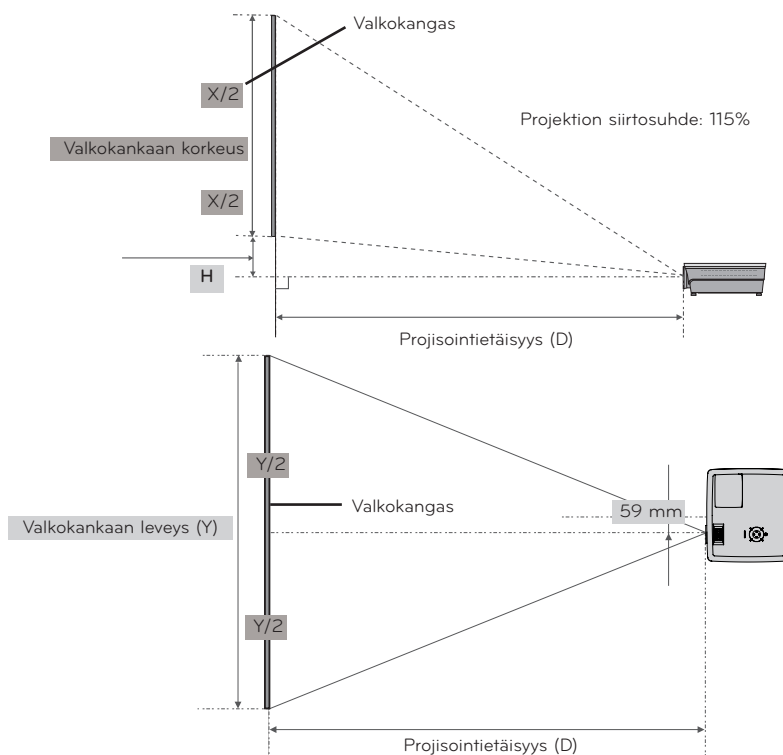 Valkokangas
X/2
Projektion siirtosuhde: 115%
Valkokankaan korkeus
X/2
H
Projisointietäisyys (D)
Y/2
Valkokangas
59 mm
Valkokankaan leveys (Y)
Y/2
Projisointietäisyys (D)